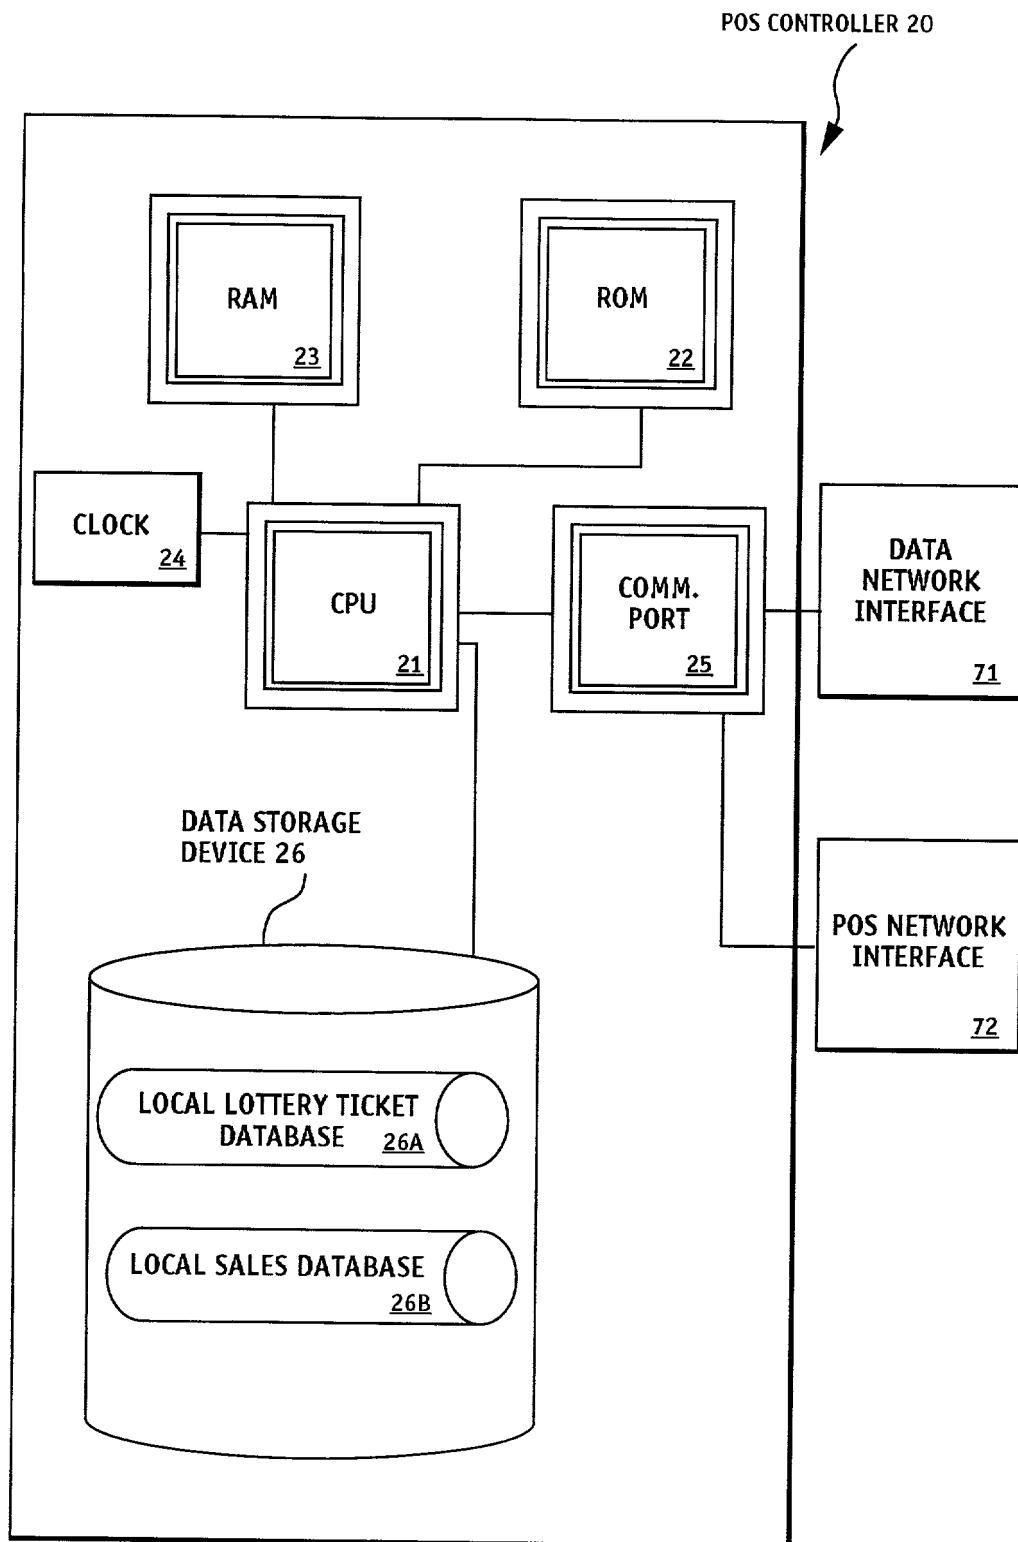 POS CONTROLLER 20
RAM
23
ROM
22
CLOCK
24
CPU
21
COMM.
PORT
25
DATA
NETWORK
INTERFACE
71
DATA STORAGE
DEVICE 26
POS NETWORK
INTERFACE
72
LOCAL LOTTERY TICKET
DATABASE
26A
LOCAL SALES DATABASE
26B